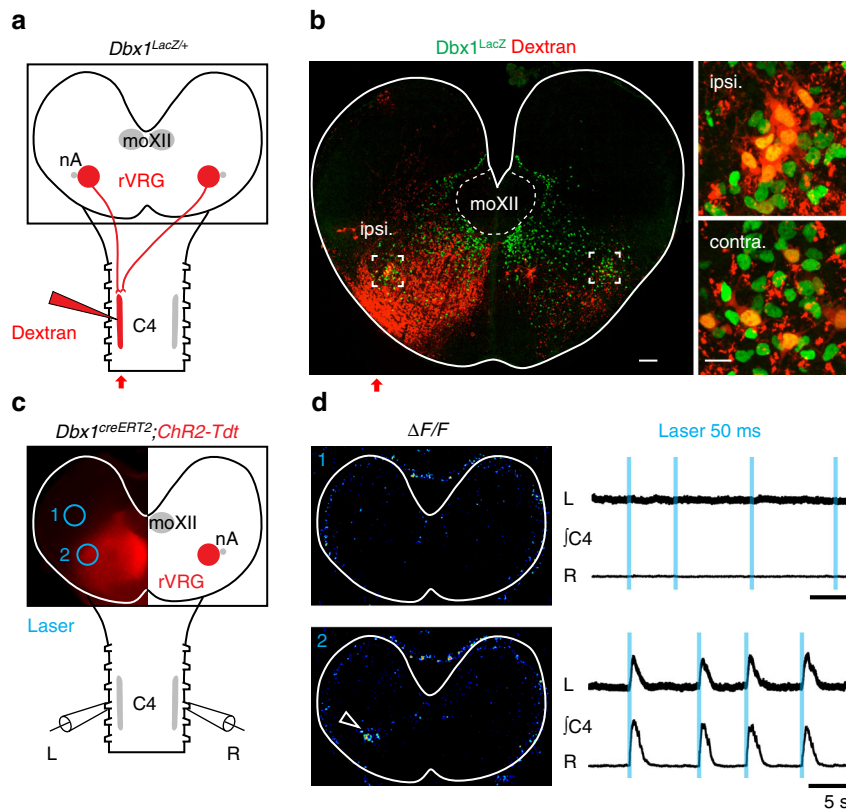 a
Dbx1LacZ/+
moXII
nA
rVRG
Dextran
C4
b
Dbx1LacZ Dextran
ipsi.
moXII
ipsi.
contra.
c
Dbx1creERT2;ChR2-Tdt
1
2
moXII
nA
rVRG
Laser
C4
L
R
d
ΔF/F
Laser 50 ms
1
L
∫C4
R
2
L
∫C4
R
5 s